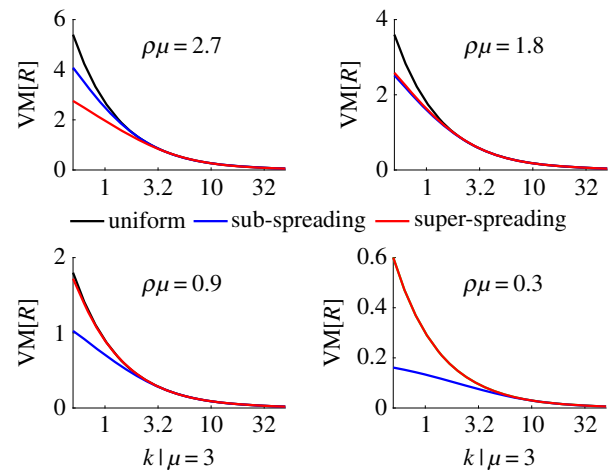 6
4
2
0
VM[R]
ρμ = 2.7
1 3.2 10 32
4
2
0
VM[R]
ρμ = 1.8
1 3.2 10 32
uniform sub-spreading super-spreading
2
1
0
VM[R]
ρμ = 0.9
1 3.2 10 32
k | μ = 3
0.6
0.4
0.2
0
VM[R]
ρμ = 0.3
1 3.2 10 32
k | μ = 3